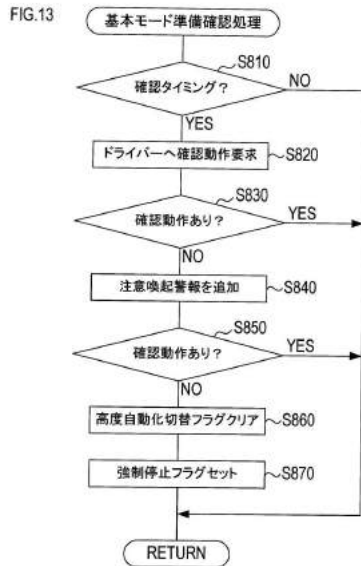 FIG.13
基本モード準備確認処理
S810
確認タイミング?
NO
YES
ドライバーへ確認動作要求
S820
S830
確認動作あり?
YES
NO
注意喚起警報を追加
S840
S850
確認動作あり?
YES
NO
高度自動化切替フラグクリア
S860
強制停止フラグセット
S870
RETURN